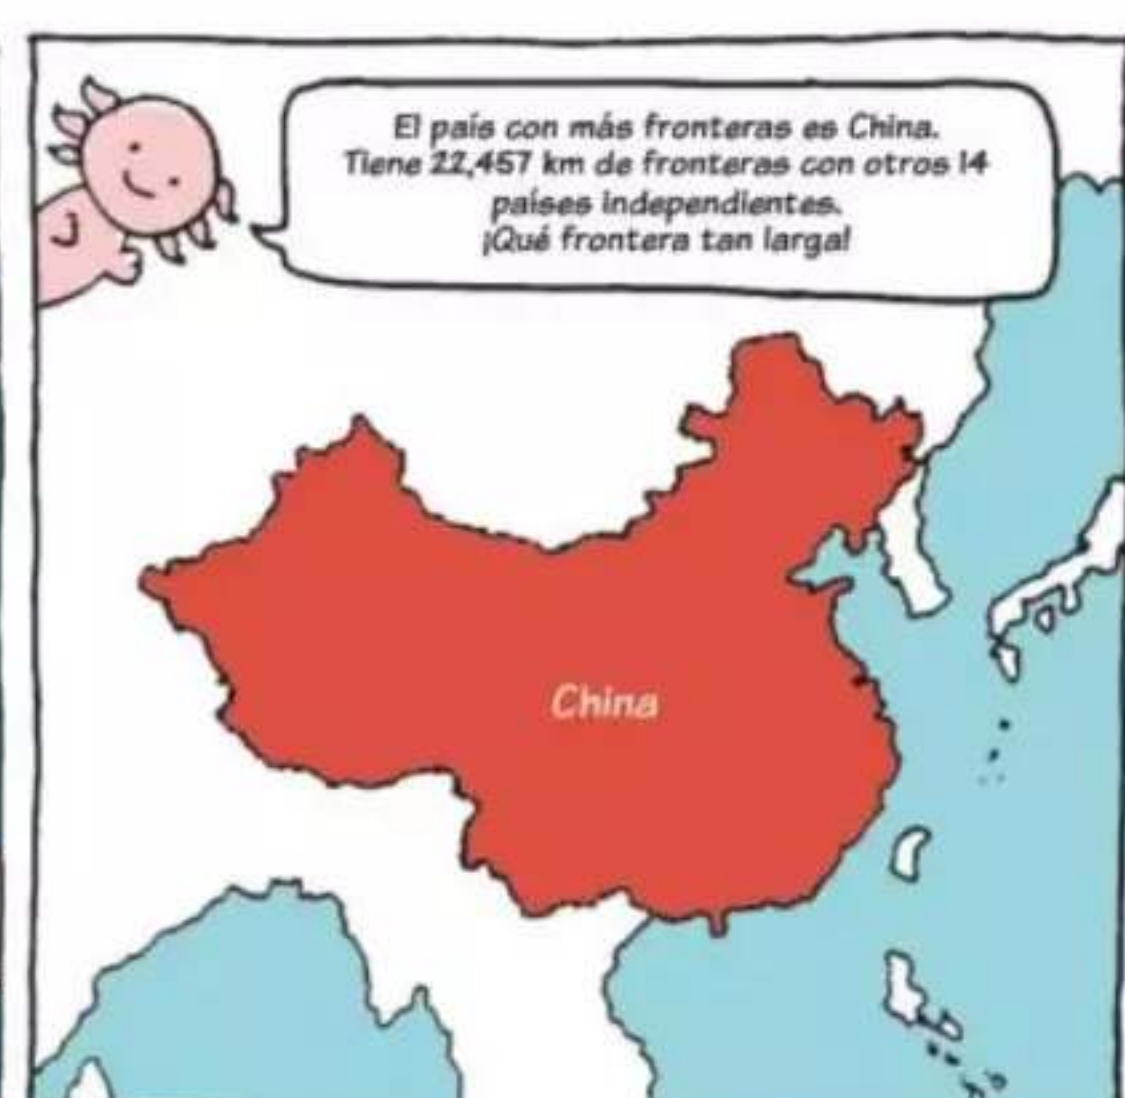 El país con más fronteras es China.
Tiene 22,457 km de fronteras con otros 14
países independientes.
¡Qué frontera tan larga!
China